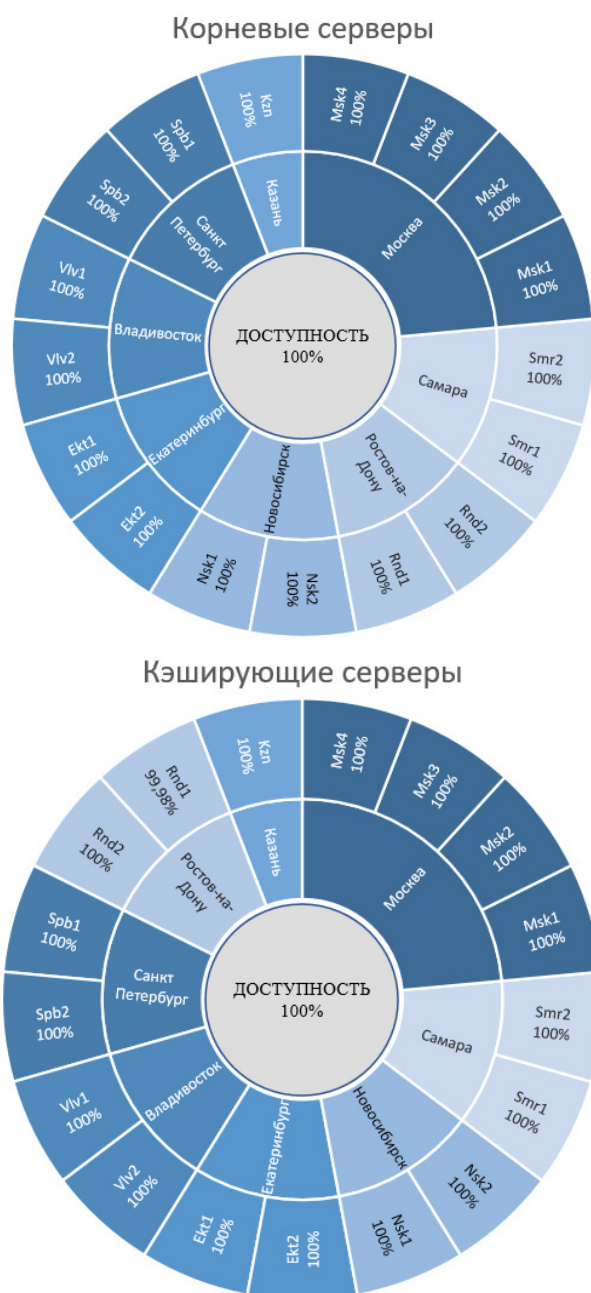 Корневые серверы
Kzn
100%
Msk4
100%
Msk3
100%
Msk2
100%
Msk1
100%
Smr2
100%
Smr1
100%
Rnd2
100%
Rnd1
100%
Nsk2
100%
Nsk1
100%
Ekt2
100%
Ekt1
100%
Vlv2
100%
Vlv1
100%
Spb2
100%
Spb1
100%
Казань
Москва
Самара
Ростов-на-
Дону
Новосибирск
Екатеринбург
Владивосток
Санкт
Петербург
ДОСТУПНОСТЬ
100%
Кэширующие серверы
Kzn
100%
Msk4
100%
Msk3
100%
Msk2
100%
Msk1
100%
Smr2
100%
Smr1
100%
Nsk2
100%
Nsk1
100%
Ekt2
100%
Ekt1
100%
Vlv2
100%
Vlv1
100%
Spb2
100%
Spb1
100%
Rnd2
100%
Rnd1
99,98%
Казань
Москва
Самара
Новосибирск
Екатеринбург
Владивосток
Санкт
Петербург
Ростов-на-
Дону
ДОСТУПНОСТЬ
100%